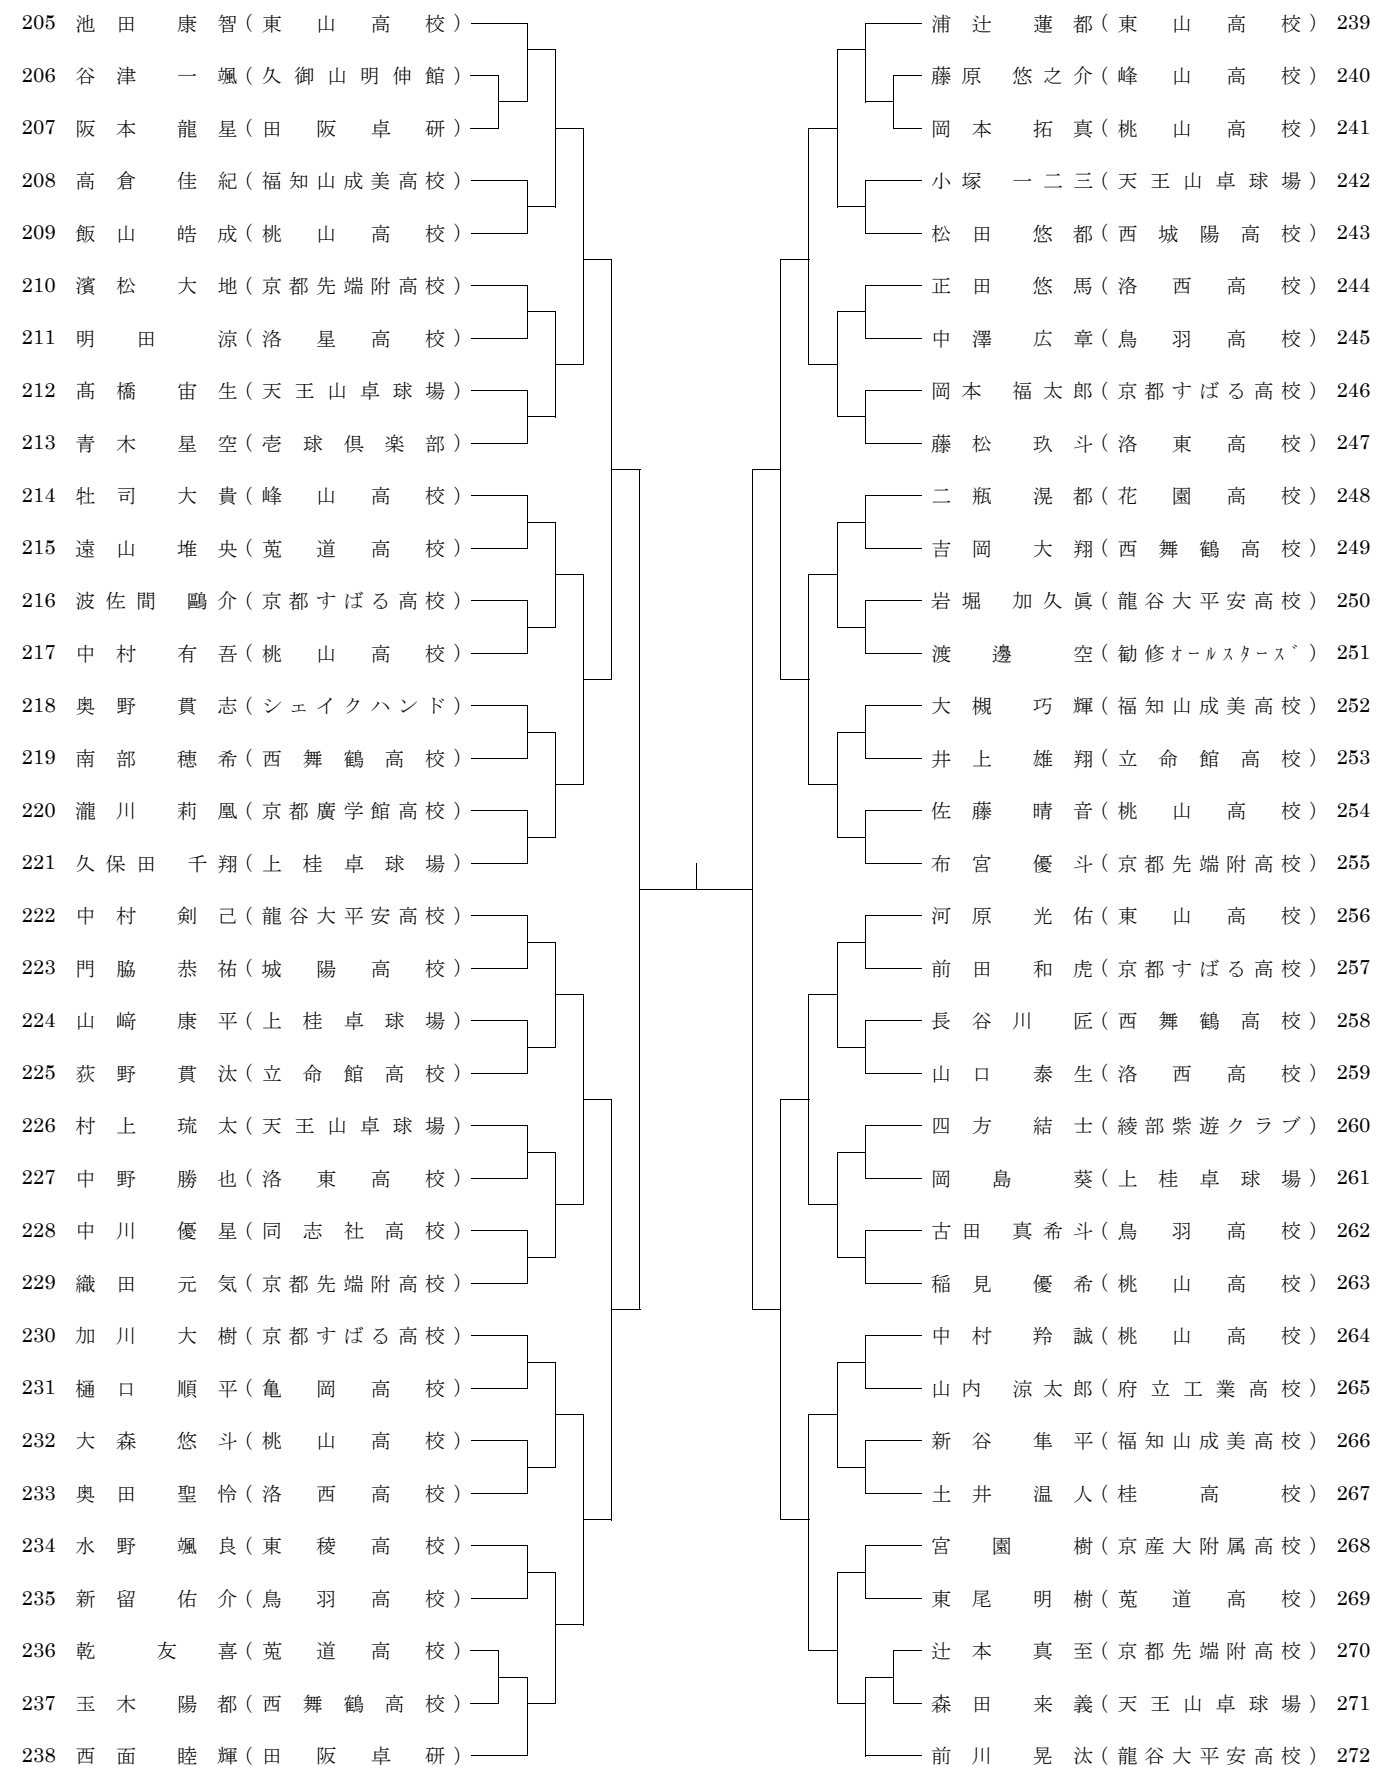 205 池田 康智 (東山高校)
206 谷津 一颯 (久御山明伸館)
207 阪本 龍星 (田阪卓研)
208 高倉 佳紀 (福知山成美高校)
209 飯山 皓成 (桃山高校)
210 濱松 大地 (京都先端附高校)
211 明田 涼 (洛星高校)
212 髙橋 宙生 (天王山卓球場)
213 青木 星空 (壱球倶楽部)
214 牡司 大貴 (峰山高校)
215 遠山 堆央 (莵道高校)
216 波佐間 鷗介 (京都すばる高校)
217 中村 有吾 (桃山高校)
218 奥野 貫志 (シェイクハンド)
219 南部 穂希 (西舞鶴高校)
220 瀧川 莉凰 (京都廣学館高校)
221 久保田 千翔 (上桂卓球場)
222 中村 剣己 (龍谷大平安高校)
223 門脇 恭祐 (城陽高校)
224 山﨑 康平 (上桂卓球場)
225 荻野 貫汰 (立命館高校)
226 村上 琉太 (天王山卓球場)
227 中野 勝也 (洛東高校)
228 中川 優星 (同志社高校)
229 織田 元気 (京都先端附高校)
230 加川 大樹 (京都すばる高校)
231 樋口 順平 (亀岡高校)
232 大森 悠斗 (桃山高校)
233 奥田 聖怜 (洛西高校)
234 水野 颯良 (東稜高校)
235 新留 佑介 (鳥羽高校)
236 乾 友喜 (莵道高校)
237 玉木 陽都 (西舞鶴高校)
238 西面 睦輝 (田阪卓研)
浦辻 蓮都 (東山高校) 239
藤原 悠之介 (峰山高校) 240
岡本 拓真 (桃山高校) 241
小塚 一二三 (天王山卓球場) 242
松田 悠都 (西城陽高校) 243
正田 悠馬 (洛西高校) 244
中澤 広章 (鳥羽高校) 245
岡本 福太郎 (京都すばる高校) 246
藤松 玖斗 (洛東高校) 247
二瓶 滉都 (花園高校) 248
吉岡 大翔 (西舞鶴高校) 249
岩堀 加久眞 (龍谷大平安高校) 250
渡邊 空 (勧修ｵｰﾙｽﾀｰｽﾞ) 251
大槻 巧輝 (福知山成美高校) 252
井上 雄翔 (立命館高校) 253
佐藤 晴音 (桃山高校) 254
布宮 優斗 (京都先端附高校) 255
河原 光佑 (東山高校) 256
前田 和虎 (京都すばる高校) 257
長谷川 匠 (西舞鶴高校) 258
山口 泰生 (洛西高校) 259
四方 結士 (綾部紫遊クラブ) 260
岡島 葵 (上桂卓球場) 261
古田 真希斗 (鳥羽高校) 262
稲見 優希 (桃山高校) 263
中村 羚誠 (桃山高校) 264
山内 涼太郎 (府立工業高校) 265
新谷 隼平 (福知山成美高校) 266
土井 温人 (桂高校) 267
宮園 樹 (京産大附属高校) 268
東尾 明樹 (莵道高校) 269
辻本 真至 (京都先端附高校) 270
森田 来義 (天王山卓球場) 271
前川 晃汰 (龍谷大平安高校) 272